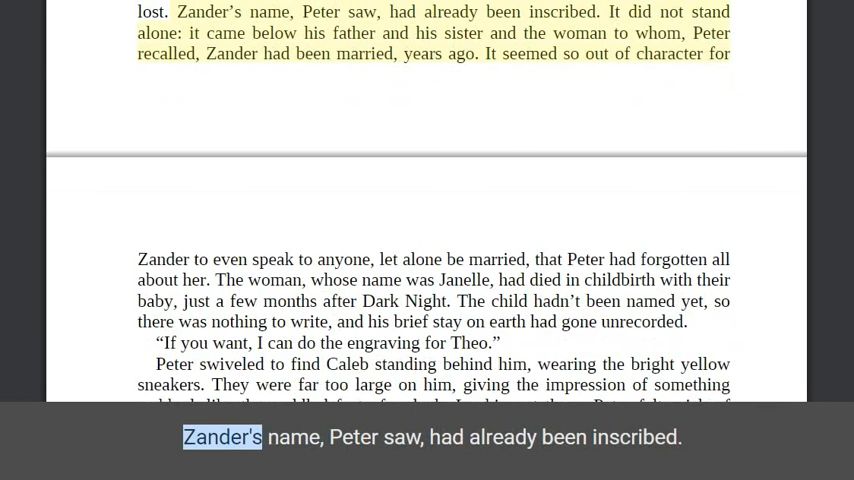 lost. Zander’s name, Peter saw, had already been inscribed. It did not stand
alone: it came below his father and his sister and the woman to whom, Peter
recalled, Zander had been married, years ago. It seemed so out of character for
Zander to even speak to anyone, let alone be married, that Peter had forgotten all
about her. The woman, whose name was Janelle, had died in childbirth with their
baby, just a few months after Dark Night. The child hadn’t been named yet, so
there was nothing to write, and his brief stay on earth had gone unrecorded.
“If you want, I can do the engraving for Theo.”
Peter swiveled to find Caleb standing behind him, wearing the bright yellow
sneakers. They were far too large on him, giving the impression of something
Zander's name, Peter saw, had already been inscribed.